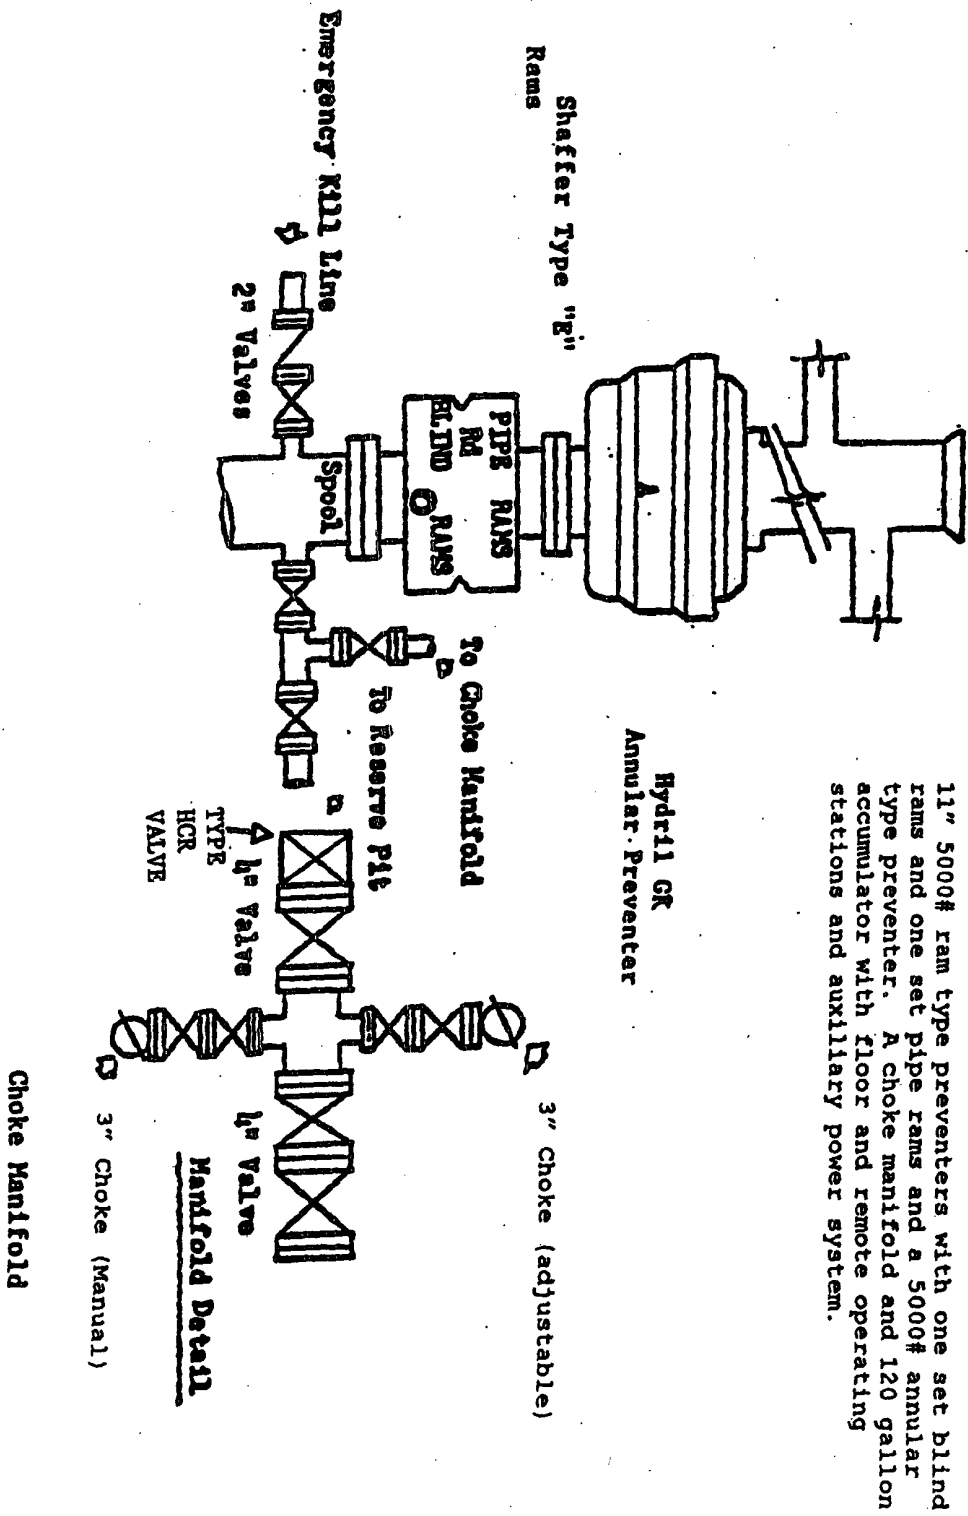 11" 5000# ram type preventers with one set blind
rams and one set pipe rams and a 5000# annular
type preventer. A choke manifold and 120 gallon
accumulator with floor and remote operating
stations and auxiliary power system.
Hydril GR
Annular Preventer
A
Shaffer Type "E"
Rams
PIPE RAMS
Rd
BLIND RAMS
Spool
Emergency Kill Line
2" Valves
To Choke Manifold
To Reserve Pit
TYPE
HCR
VALVE
4" Valve
4" Valve
3" Choke (adjustable)
3" Choke (Manual)
Manifold Detail
Choke Manifold